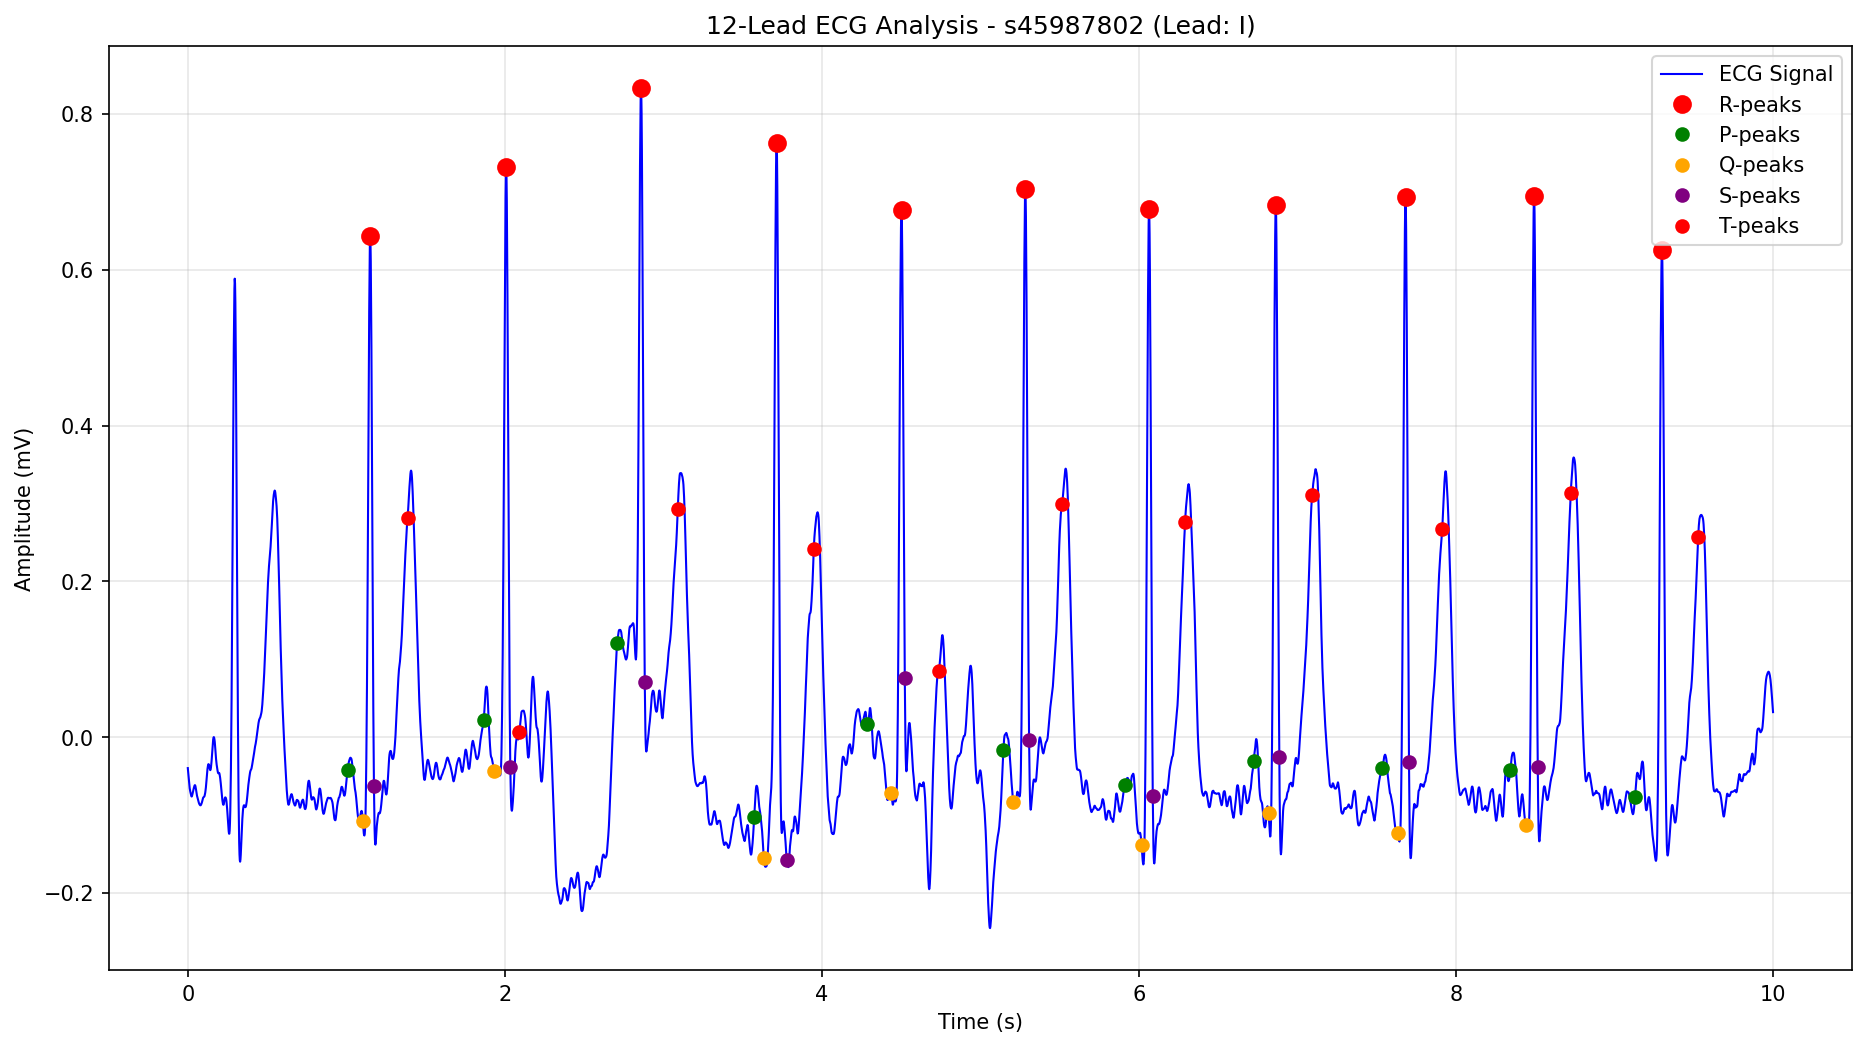 12-Lead ECG Analysis - s45987802 (Lead: I)
ECG Signal
R-peaks
P-peaks
Q-peaks
S-peaks
T-peaks
Amplitude (mV)
0.8
0.6
0.4
0.2
0.0
−0.2
0 2 4 6 8 10
Time (s)